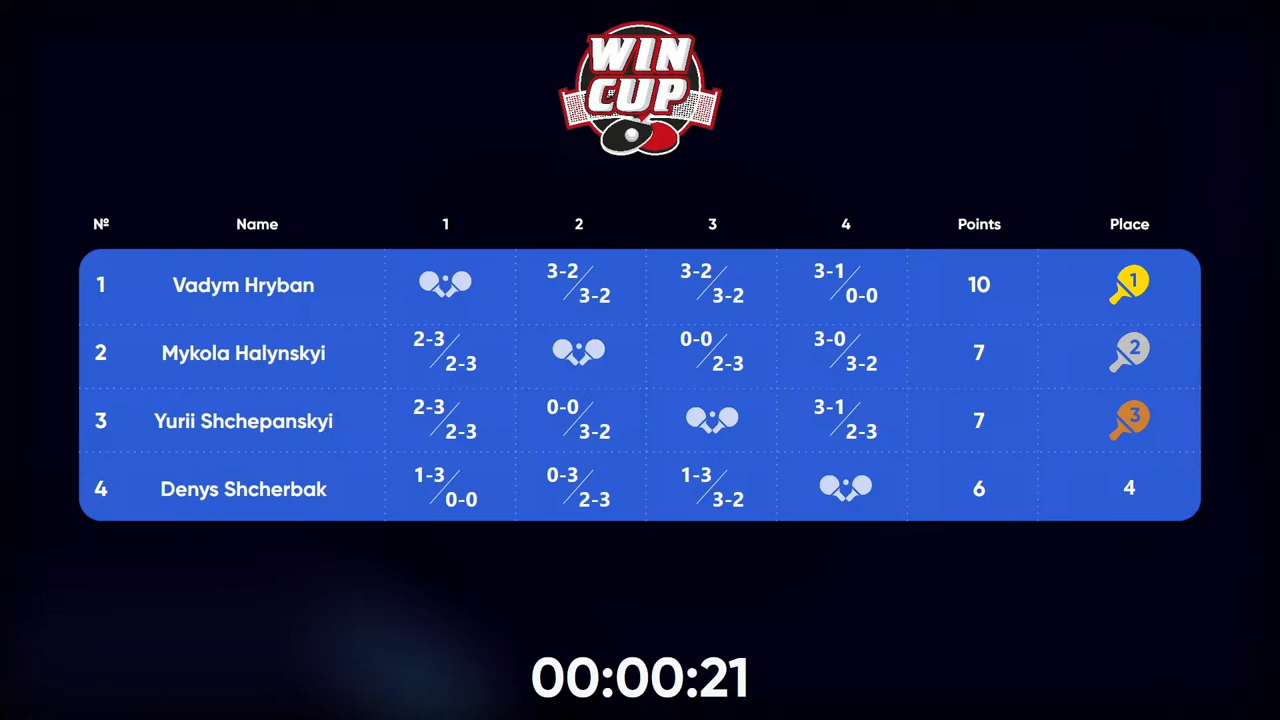 WIN
CUP
№ Name 1 2 3 4 Points Place
1 Vadym Hryban 3-2/3-2 3-2/3-2 3-1/0-0 10 1
2 Mykola Halynskyi 2-3/2-3 0-0/2-3 3-0/3-2 7 2
3 Yurii Shchepanskyi 2-3/2-3 0-0/3-2 3-1/2-3 7 3
4 Denys Shcherbak 1-3/0-0 0-3/2-3 1-3/3-2 6 4
00:00:21